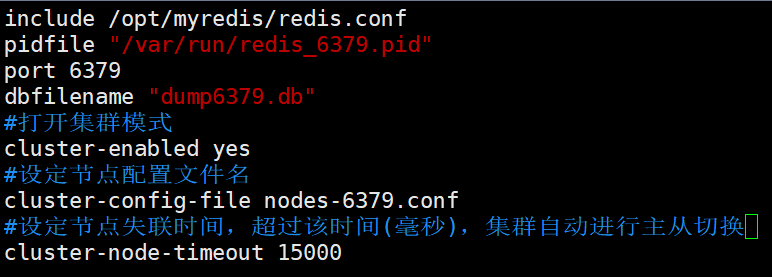 include /opt/myredis/redis.conf
pidfile "/var/run/redis_6379.pid"
port 6379
dbfilename "dump6379.db"
#打开集群模式
cluster-enabled yes
#设定节点配置文件名
cluster-config-file nodes-6379.conf
#设定节点失联时间，超过该时间(毫秒)，集群自动进行主从切换
cluster-node-timeout 15000